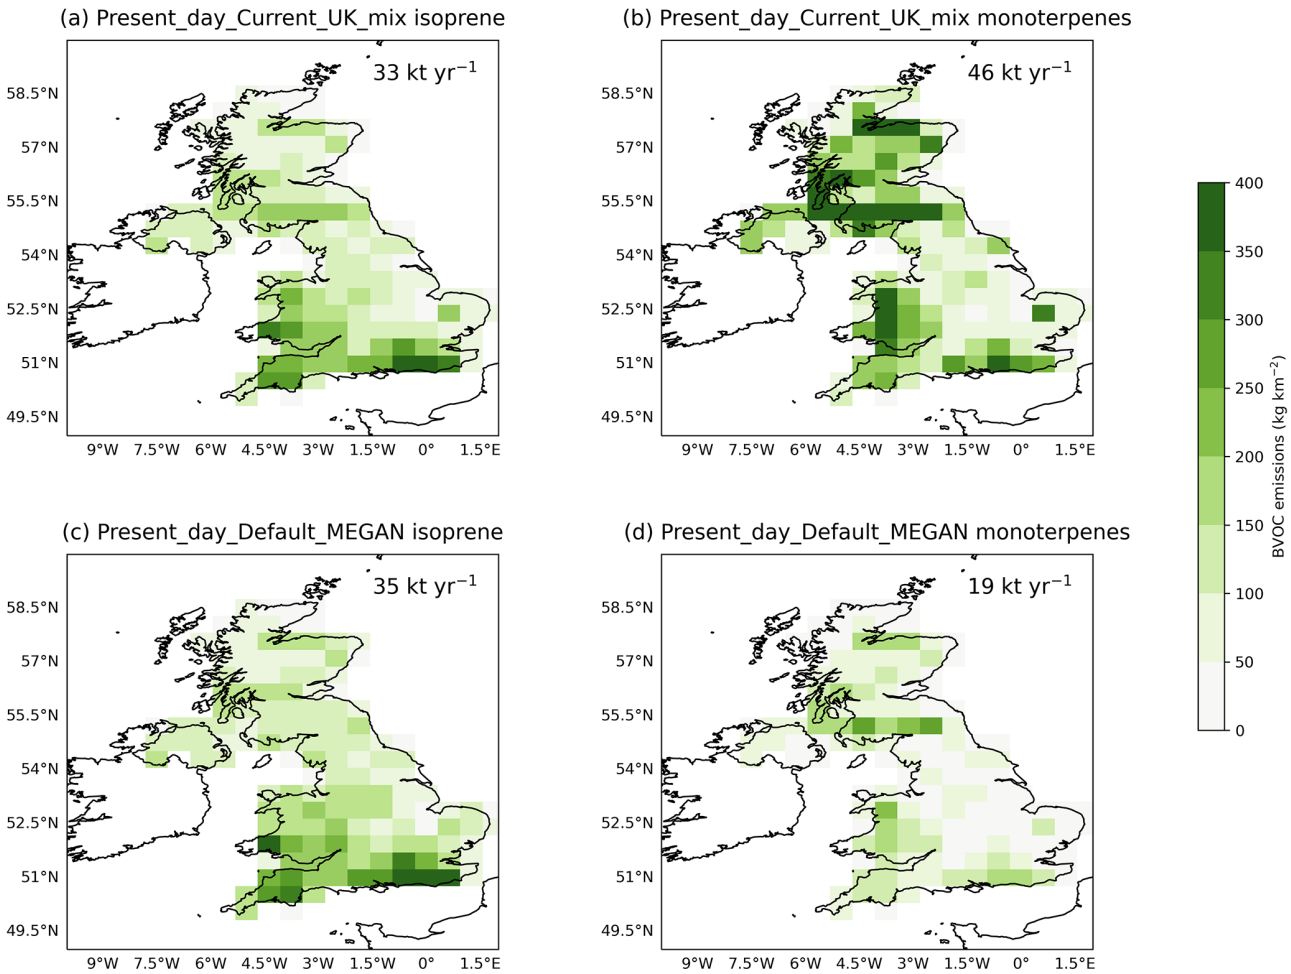 (a) Present_day_Current_UK_mix isoprene
(b) Present_day_Current_UK_mix monoterpenes
33 kt yr⁻¹
46 kt yr⁻¹
58.5°N
57°N
55.5°N
54°N
52.5°N
51°N
49.5°N
9°W 7.5°W 6°W 4.5°W 3°W 1.5°W 0° 1.5°E
58.5°N
57°N
55.5°N
54°N
52.5°N
51°N
49.5°N
9°W 7.5°W 6°W 4.5°W 3°W 1.5°W 0° 1.5°E
(c) Present_day_Default_MEGAN isoprene
(d) Present_day_Default_MEGAN monoterpenes
35 kt yr⁻¹
19 kt yr⁻¹
58.5°N
57°N
55.5°N
54°N
52.5°N
51°N
49.5°N
9°W 7.5°W 6°W 4.5°W 3°W 1.5°W 0° 1.5°E
58.5°N
57°N
55.5°N
54°N
52.5°N
51°N
49.5°N
9°W 7.5°W 6°W 4.5°W 3°W 1.5°W 0° 1.5°E
400
350
300
250
200
150
100
50
0
BVOC emissions (kg km⁻²)